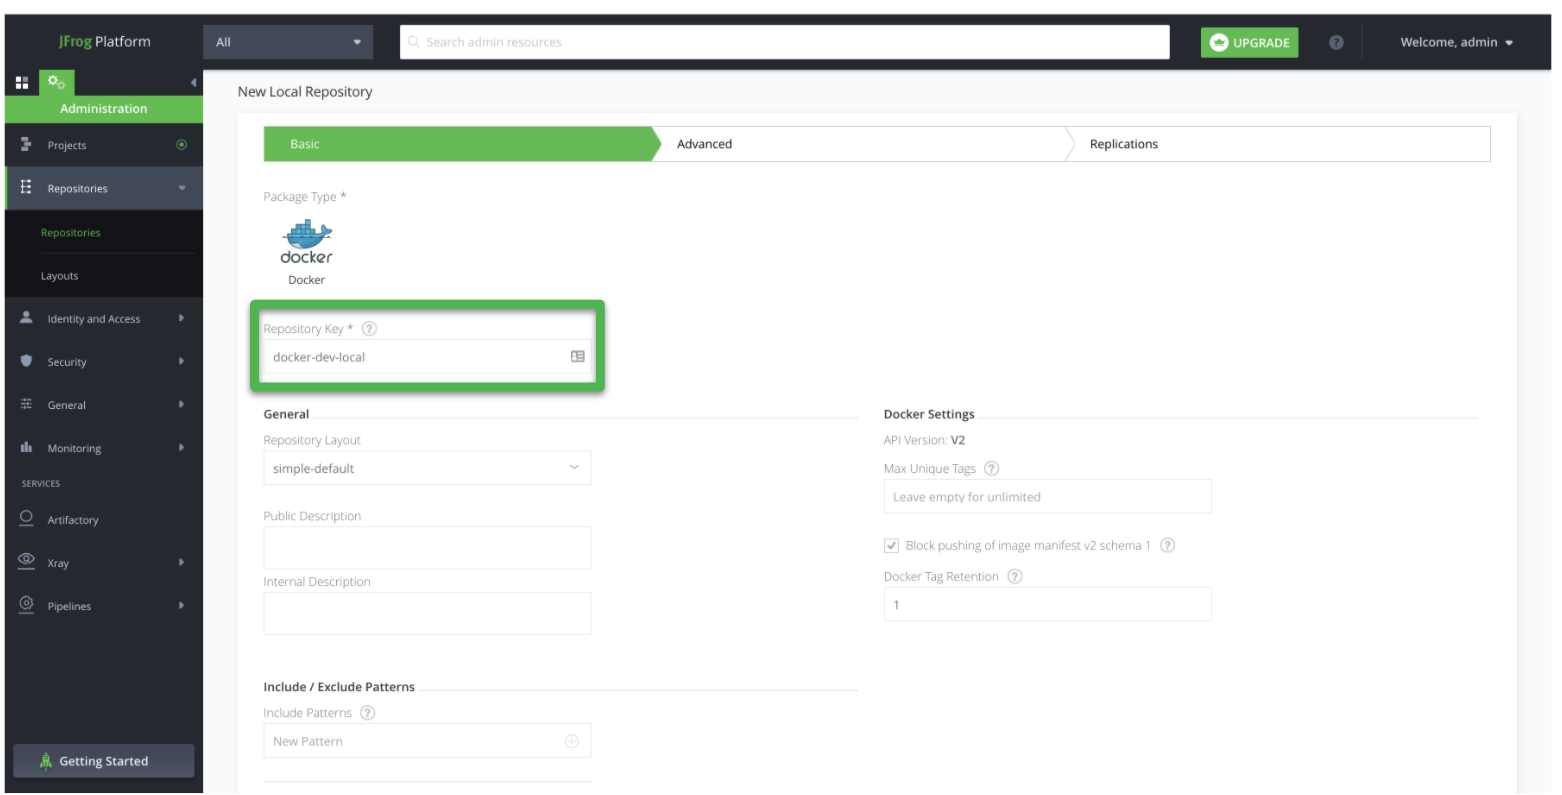 JFrog Platform
All
Search admin resources
UPGRADE
?
Welcome, admin
Administration
Projects
Repositories
Repositories
Layouts
Identity and Access
Security
General
Monitoring
SERVICES
Artifactory
Xray
Pipelines
Getting Started
New Local Repository
Basic
Advanced
Replications
Package Type *
docker
Docker
Repository Key * ?
docker-dev-local
General
Repository Layout
simple-default
Public Description
Internal Description
Include / Exclude Patterns
Include Patterns ?
New Pattern
Docker Settings
API Version: V2
Max Unique Tags ?
Leave empty for unlimited
Block pushing of image manifest v2 schema 1 ?
Docker Tag Retention ?
1